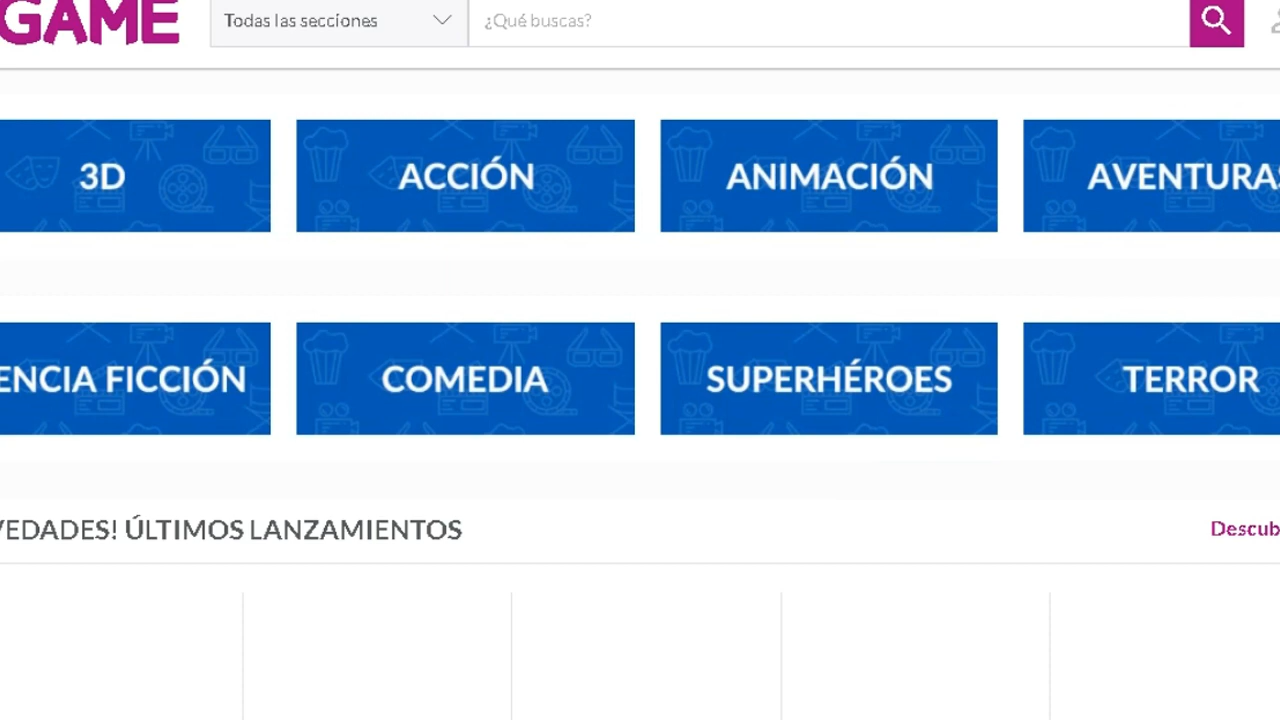 GAME
Todas las secciones
¿Qué buscas?
3D
ACCIÓN
ANIMACIÓN
AVENTURAS
ENCIA FICCIÓN
COMEDIA
SUPERHÉROES
TERROR
VEDADES! ÚLTIMOS LANZAMIENTOS
Descub